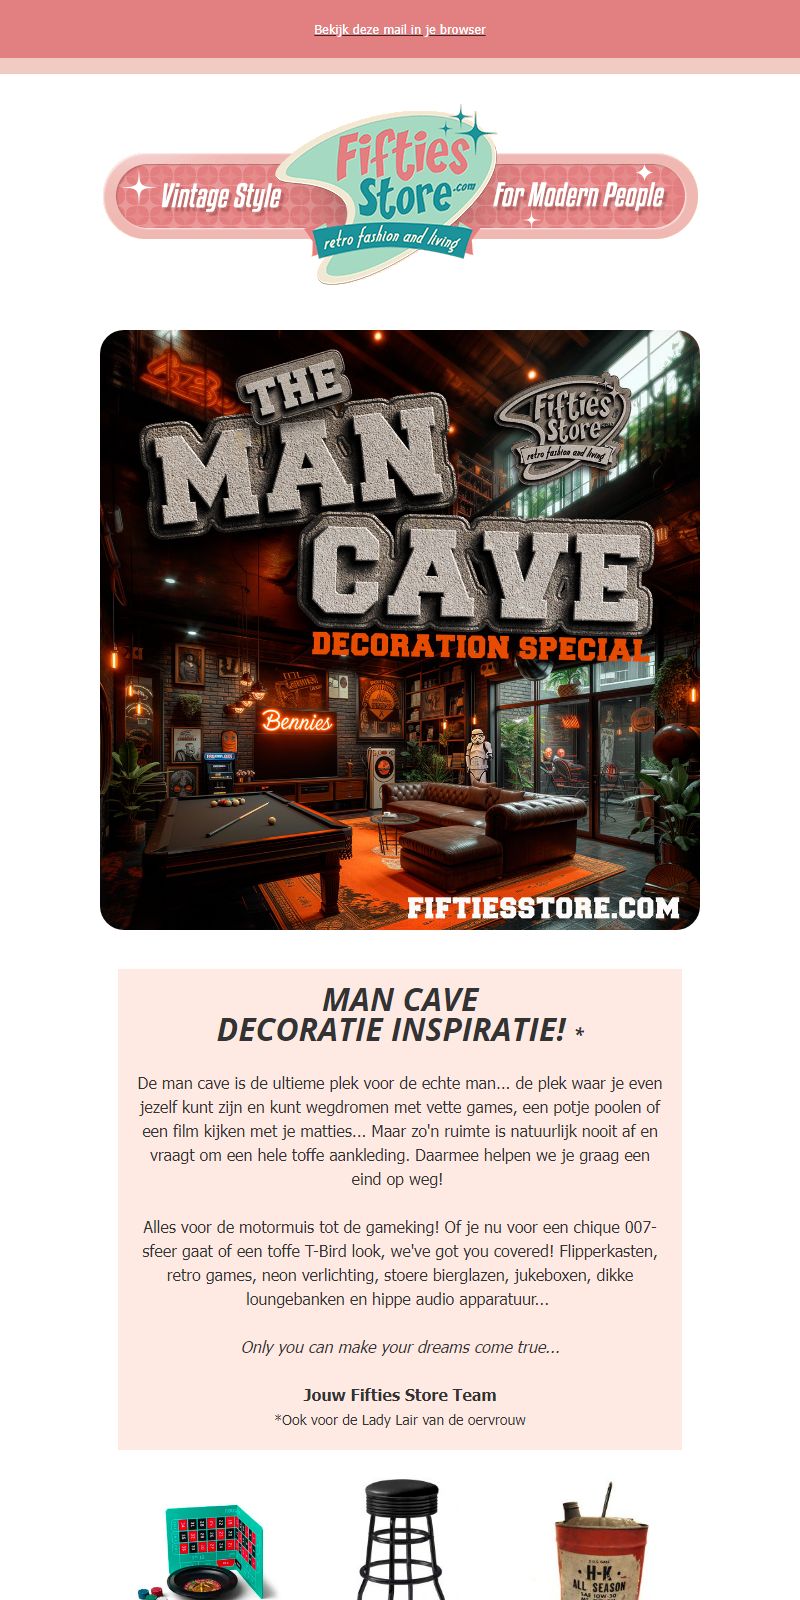 Bekijk deze mail in je browser
Fifties
Store.com
Vintage Style
For Modern People
retro fashion and living
THE
MAN
Fifties
Store
retro fashion and living
CAVE
DECORATION SPECIAL
Bennies
FIFTIESSTORE.COM
MAN CAVE
DECORATIE INSPIRATIE! *
De man cave is de ultieme plek voor de echte man... de plek waar je even
jezelf kunt zijn en kunt wegdromen met vette games, een potje poolen of
een film kijken met je matties... Maar zo'n ruimte is natuurlijk nooit af en
vraagt om een hele toffe aankleding. Daarmee helpen we je graag een
eind op weg!
Alles voor de motormuis tot de gameking! Of je nu voor een chique 007-
sfeer gaat of een toffe T-Bird look, we've got you covered! Flipperkasten,
retro games, neon verlichting, stoere bierglazen, jukeboxen, dikke
loungebanken en hippe audio apparatuur...
Only you can make your dreams come true...
Jouw Fifties Store Team
*Ook voor de Lady Lair van de oervrouw
H-K
ALL SEASON
SAE 10W-30